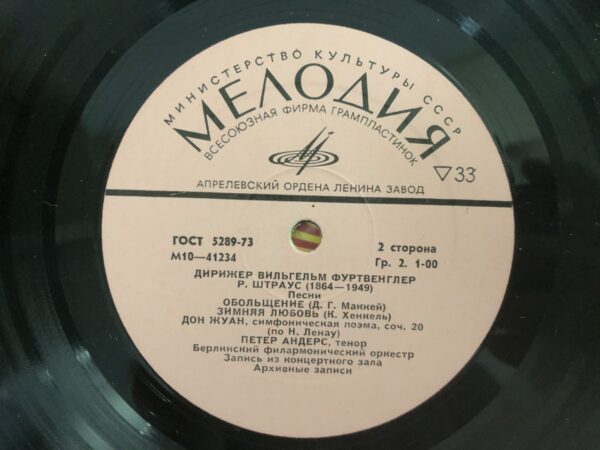 МИНИСТЕРСТВО КУЛЬТУРЫ СССР
МЕЛОДИЯ
ВСЕСОЮЗНАЯ ФИРМА ГРАМПЛАСТИНОК
▽33
АПРЕЛЕВСКИЙ ОРДЕНА ЛЕНИНА ЗАВОД
ГОСТ 5289-73
2 сторона
М10—41234
Гр. 2. 1-00
ДИРИЖЕР ВИЛЬГЕЛЬМ ФУРТВЕНГЛЕР
Р. ШТРАУС (1864—1949)
Песни
ОБОЛЬЩЕНИЕ (Д. Г. Маккей)
ЗИМНЯЯ ЛЮБОВЬ (К. Хенкель)
ДОН ЖУАН, симфоническая поэма, соч. 20
(по Н. Ленау)
ПЕТЕР АНДЕРС, тенор
Берлинский филармонический оркестр
Запись из концертного зала
Архивные записи